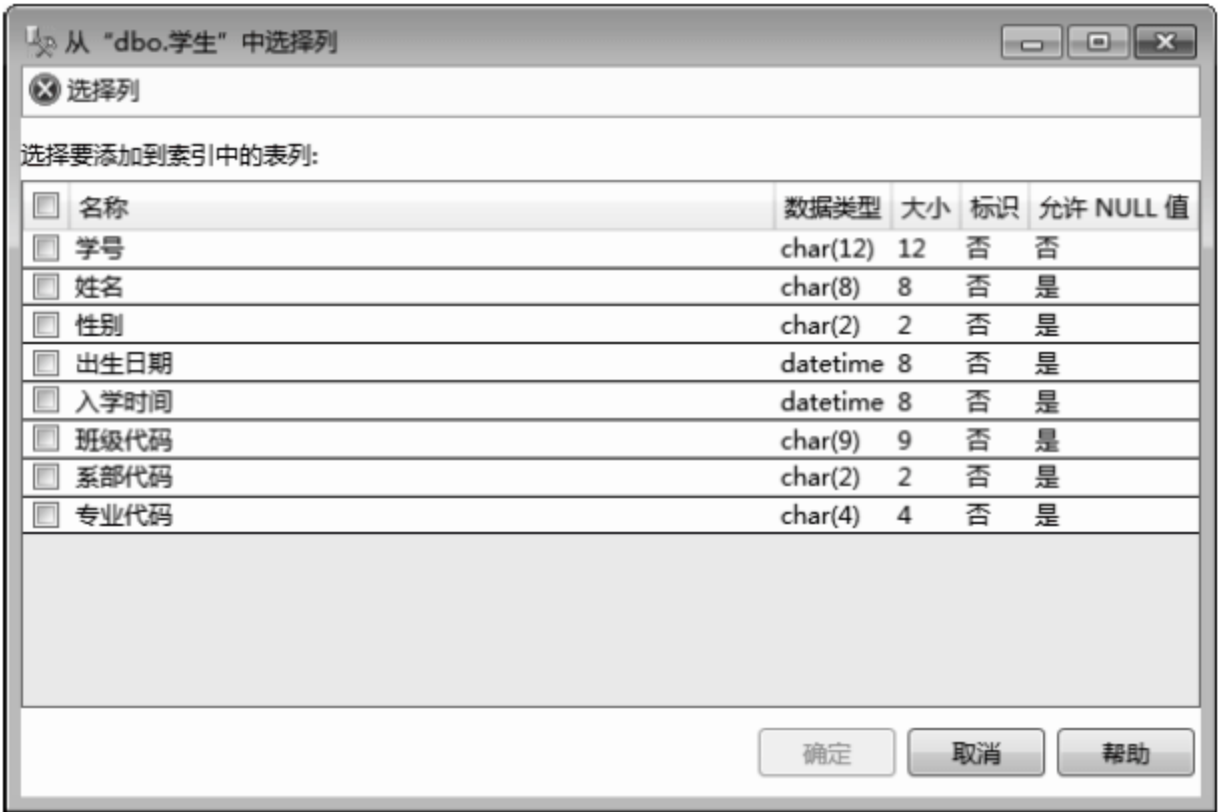 从“dbo.学生”中选择列
选择列
选择要添加到索引中的表列:
名称 数据类型 大小 标识 允许 NULL 值
学号 char(12) 12 否 否
姓名 char(8) 8 否 是
性别 char(2) 2 否 是
出生日期 datetime 8 否 是
入学时间 datetime 8 否 是
班级代码 char(9) 9 否 是
系部代码 char(2) 2 否 是
专业代码 char(4) 4 否 是
确定 取消 帮助